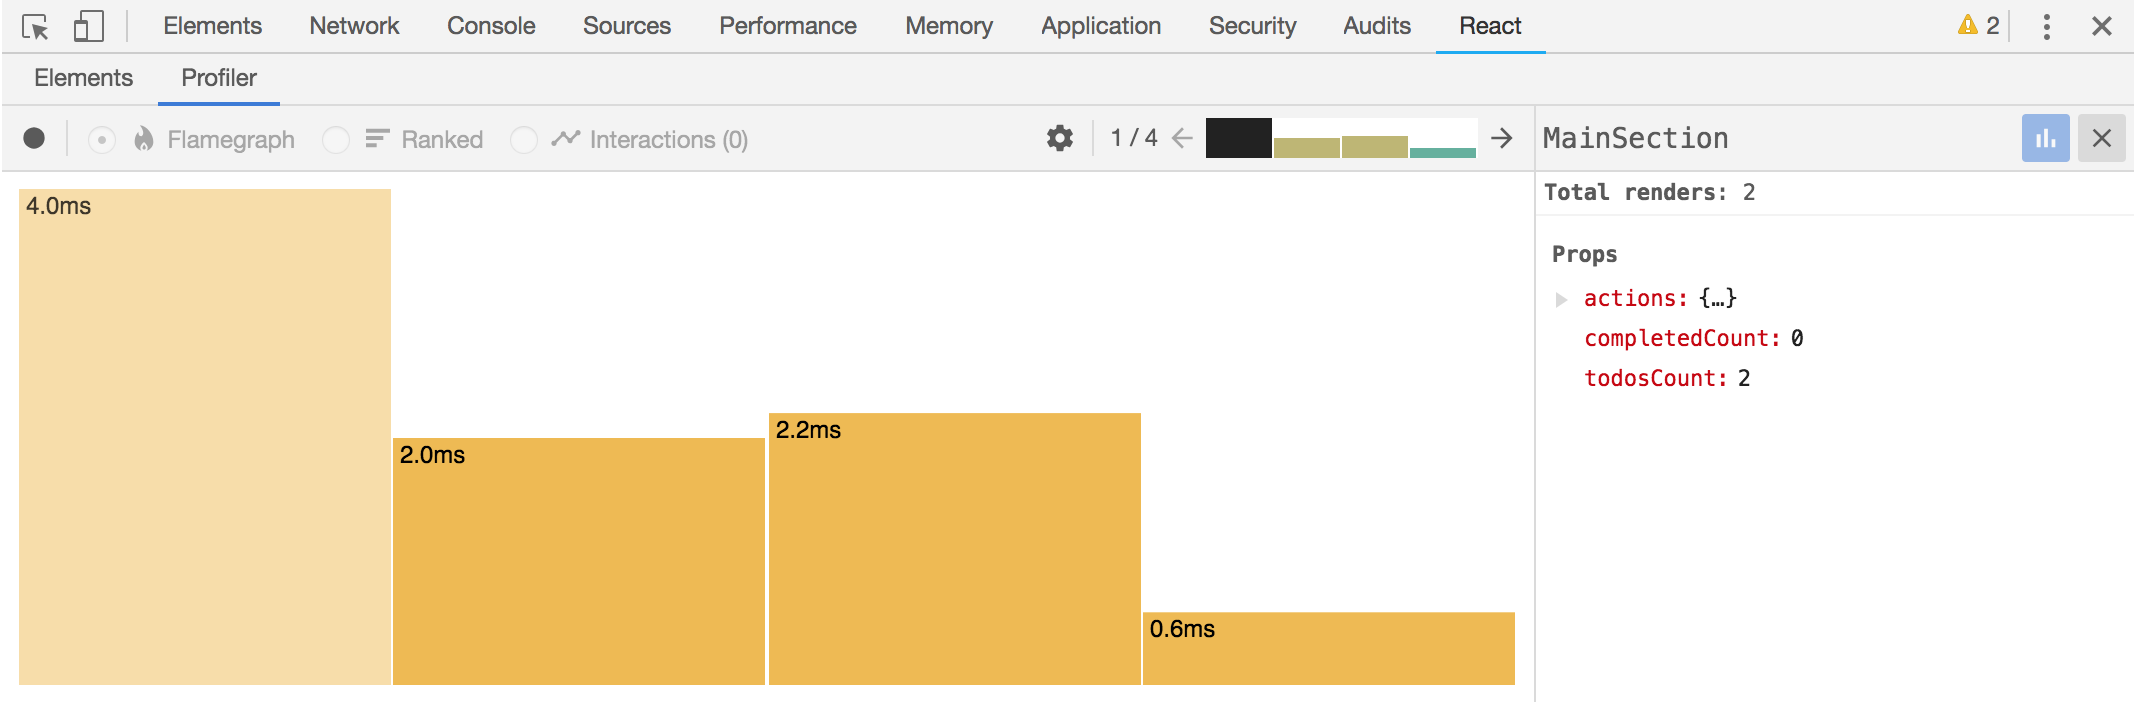 Elements Network Console Sources Performance Memory Application Security Audits React 2
Elements Profiler
Flamegraph Ranked Interactions (0) 1 / 4 MainSection
Total renders: 2
4.0ms
2.0ms
2.2ms
0.6ms
Props
actions: {…}
completedCount: 0
todosCount: 2